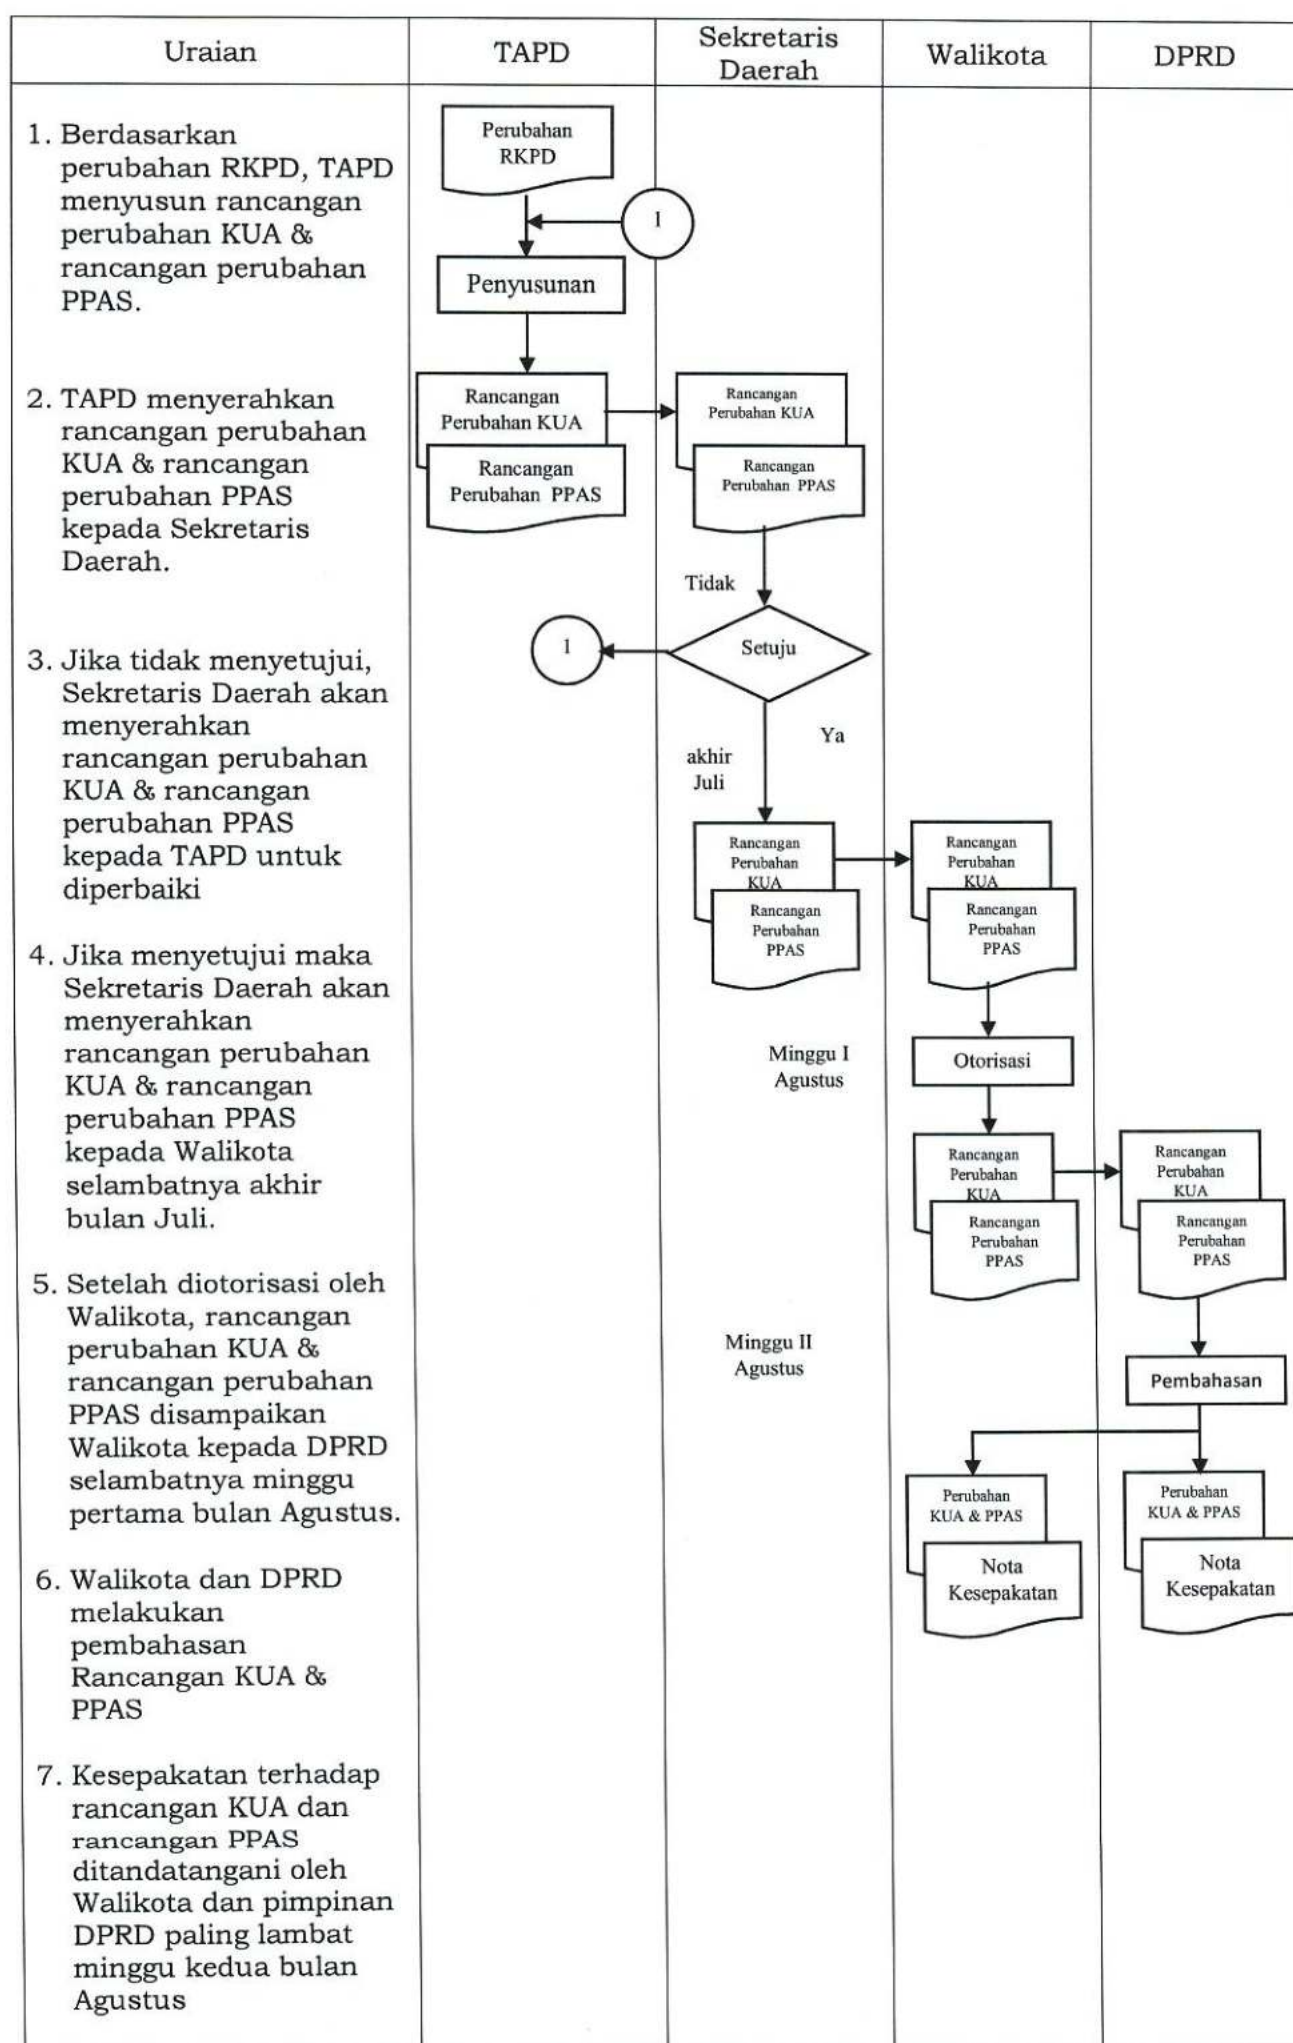 Uraian
TAPD
Sekretaris
Daerah
Walikota
DPRD
1. Berdasarkan
perubahan RKPD, TAPD
menyusun rancangan
perubahan KUA &
rancangan perubahan
PPAS.
2. TAPD menyerahkan
rancangan perubahan
KUA & rancangan
perubahan PPAS
kepada Sekretaris
Daerah.
3. Jika tidak menyetujui,
Sekretaris Daerah akan
menyerahkan
rancangan perubahan
KUA & rancangan
perubahan PPAS
kepada TAPD untuk
diperbaiki
4. Jika menyetujui maka
Sekretaris Daerah akan
menyerahkan
rancangan perubahan
KUA & rancangan
perubahan PPAS
kepada Walikota
selambatnya akhir
bulan Juli.
5. Setelah diotorisasi oleh
Walikota, rancangan
perubahan KUA &
rancangan perubahan
PPAS disampaikan
Walikota kepada DPRD
selambatnya minggu
pertama bulan Agustus.
6. Walikota dan DPRD
melakukan
pembahasan
Rancangan KUA &
PPAS
7. Kesepakatan terhadap
rancangan KUA dan
rancangan PPAS
ditandatangani oleh
Walikota dan pimpinan
DPRD paling lambat
minggu kedua bulan
Agustus
Perubahan
RKPD
I
Penyusunan
Rancangan
Perubahan KUA
Rancangan
Perubahan PPAS
Rancangan
Perubahan KUA
Rancangan
Perubahan PPAS
Tidak
1
Setuju
Ya
akhir
Juli
Rancangan
Perubahan
KUA
Rancangan
Perubahan
PPAS
Rancangan
Perubahan
KUA
Rancangan
Perubahan
PPAS
Minggu I
Agustus
Otorisasi
Rancangan
Perubahan
KUA
Rancangan
Perubahan
PPAS
Rancangan
Perubahan
KUA
Rancangan
Perubahan
PPAS
Minggu II
Agustus
Pembahasan
Perubahan
KUA & PPAS
Nota
Kesepakatan
Perubahan
KUA & PPAS
Nota
Kesepakatan